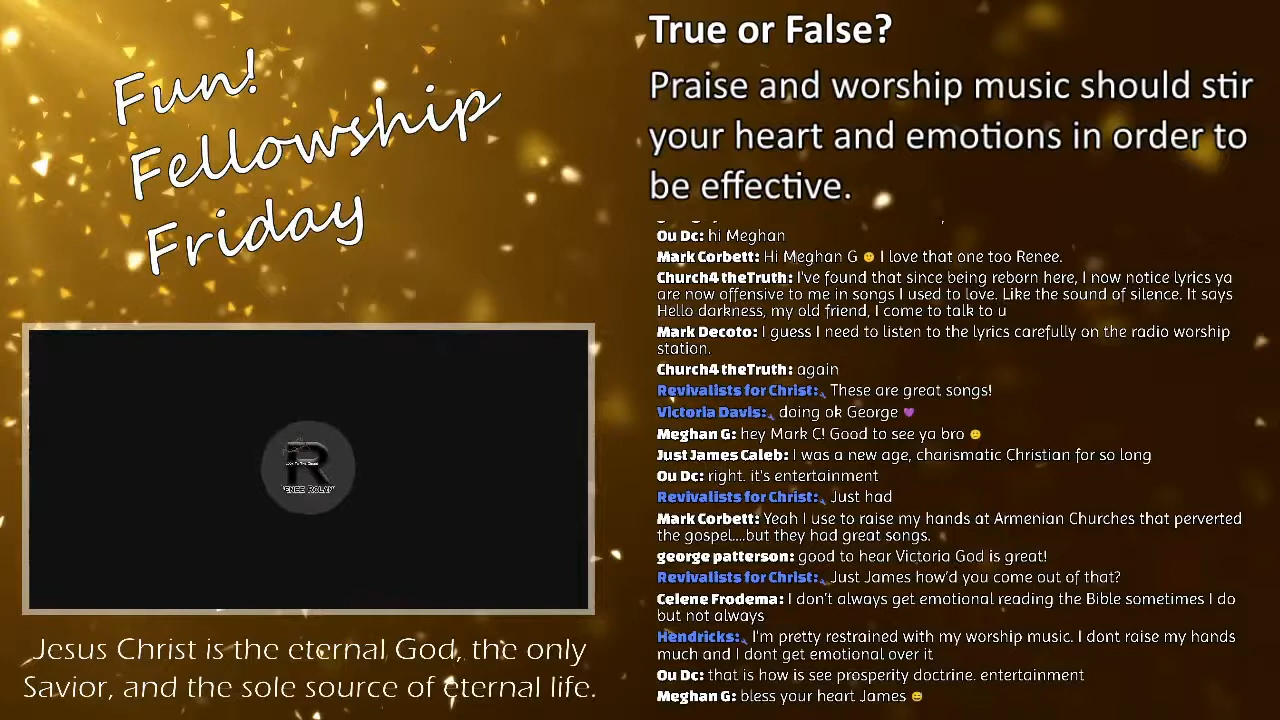 Fun!
Fellowship
Friday
True or False?
Praise and worship music should stir
your heart and emotions in order to
be effective.
Ou Dc: hi Meghan
Mark Corbett: Hi Meghan G 🙂 I love that one too Renee.
Church4 theTruth: I've found that since being reborn here, I now notice lyrics ya
are now offensive to me in songs I used to love. Like the sound of silence. It says
Hello darkness, my old friend, I come to talk to u
Mark Decoto: I guess I need to listen to the lyrics carefully on the radio worship
station.
Church4 theTruth: again
Revivalists for Christ: These are great songs!
Victoria Davis: doing ok George 💜
Meghan G: hey Mark C! Good to see ya bro 😊
Just James Caleb: I was a new age, charismatic Christian for so long
Ou Dc: right. it's entertainment
Revivalists for Christ: Just had
Mark Corbett: Yeah I use to raise my hands at Armenian Churches that perverted
the gospel....but they had great songs.
george patterson: good to hear Victoria God is great!
Revivalists for Christ: Just James how'd you come out of that?
Celene Frodema: I don't always get emotional reading the Bible sometimes I do
but not always
Hendricks: I'm pretty restrained with my worship music. I dont raise my hands
much and I dont get emotional over it
Ou Dc: that is how is see prosperity doctrine. entertainment
Meghan G: bless your heart James 😄
R
Jesus Christ is the eternal God, the only
Savior, and the sole source of eternal life.